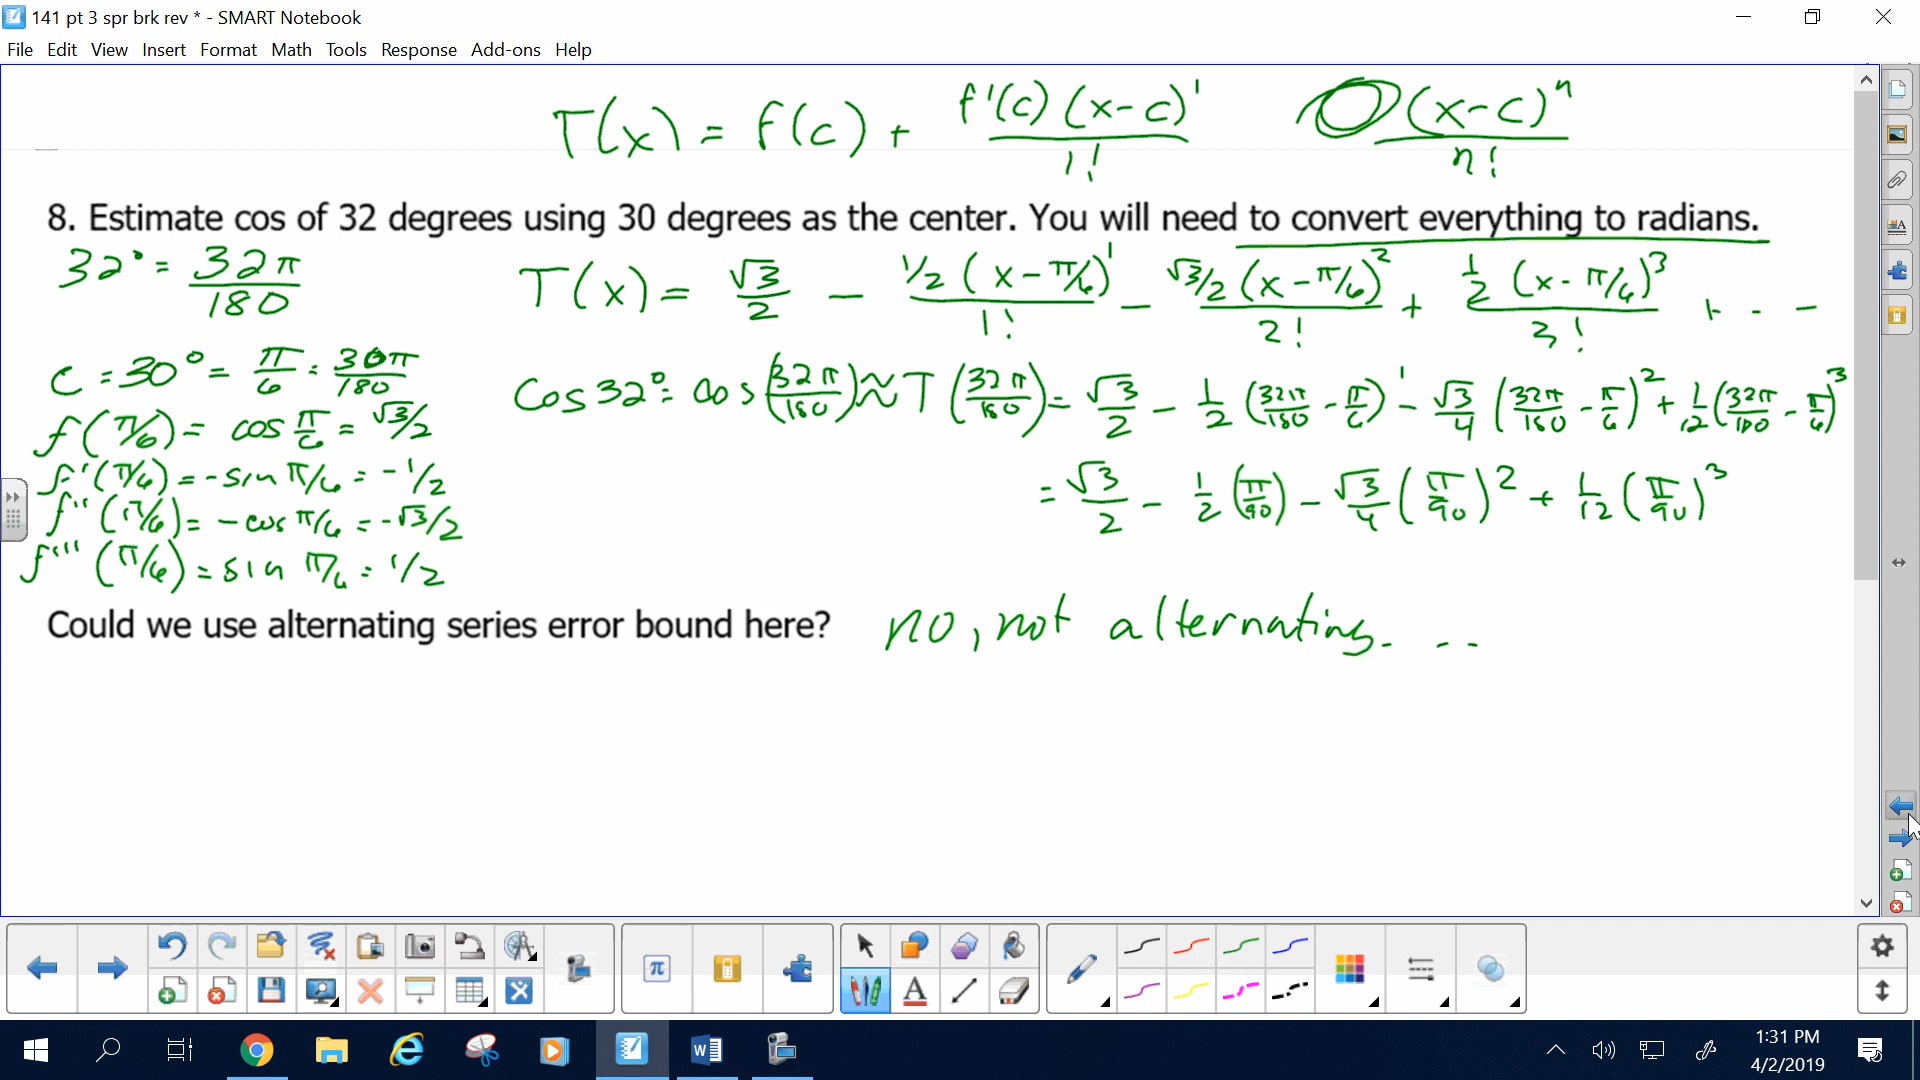 141 pt 3 spr brk rev * - SMART Notebook
File Edit View Insert Format Math Tools Response Add-ons Help
T(x) = f(c) + f'(c) (x-c)' / 1! (x-c)ⁿ / n!
8. Estimate cos of 32 degrees using 30 degrees as the center. You will need to convert everything to radians.
32° = 32π/180
T(x) = √3/2 - 1/2 (x-π/6)¹ / 1! - √3/2 (x-π/6)² / 2! + 1/2 (x-π/6)³ / 3! + . . -
c = 30° = π/6 = 30π/180
cos 32° = cos(32π/180) ≈ T(32π/180) = √3/2 - 1/2 (32π/180 - π/6)¹ - √3/4 (32π/180 - π/6)² + 1/12 (32π/180 - π/6)³
f(π/6) = cos π/6 = √3/2
f'(π/6) = -sin π/6 = -1/2
= √3/2 - 1/2 (π/90) - √3/4 (π/90)² + 1/12 (π/90)³
f''(π/6) = -cos π/6 = -√3/2
f'''(π/6) = sin π/6 = 1/2
Could we use alternating series error bound here? no, not alternating. ..
1:31 PM
4/2/2019